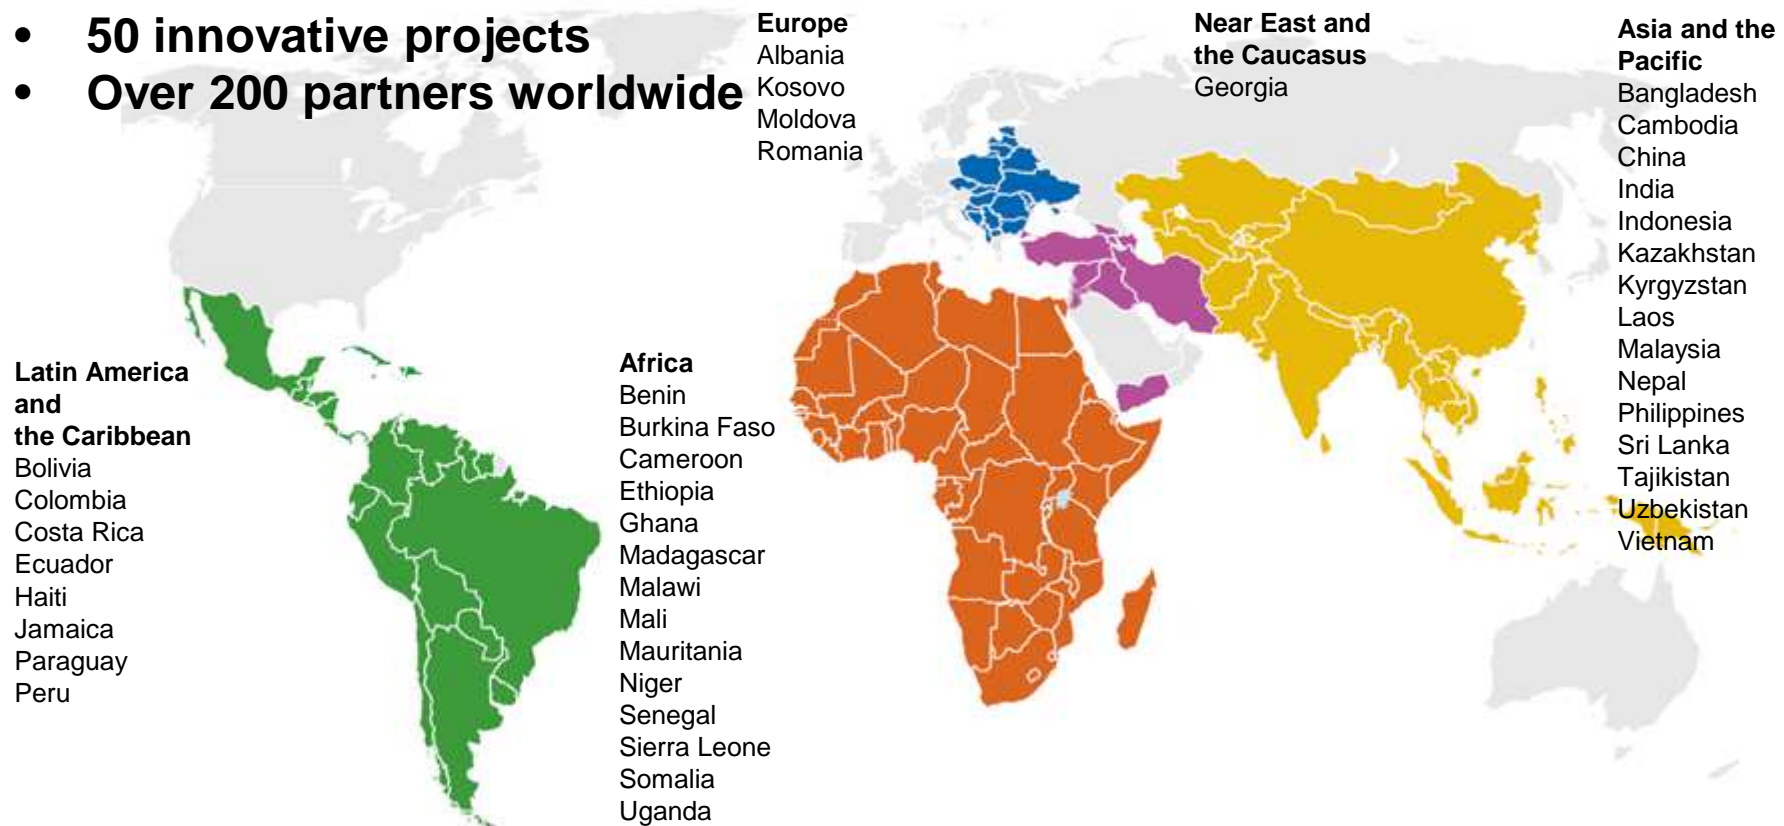 • 50 innovative projects
• Over 200 partners worldwide
Europe
Albania
Kosovo
Moldova
Romania
Near East and
the Caucasus
Georgia
Asia and the
Pacific
Bangladesh
Cambodia
China
India
Indonesia
Kazakhstan
Kyrgyzstan
Laos
Malaysia
Nepal
Philippines
Sri Lanka
Tajikistan
Uzbekistan
Vietnam
Latin America
and
the Caribbean
Bolivia
Colombia
Costa Rica
Ecuador
Haiti
Jamaica
Paraguay
Peru
Africa
Benin
Burkina Faso
Cameroon
Ethiopia
Ghana
Madagascar
Malawi
Mali
Mauritania
Niger
Senegal
Sierra Leone
Somalia
Uganda